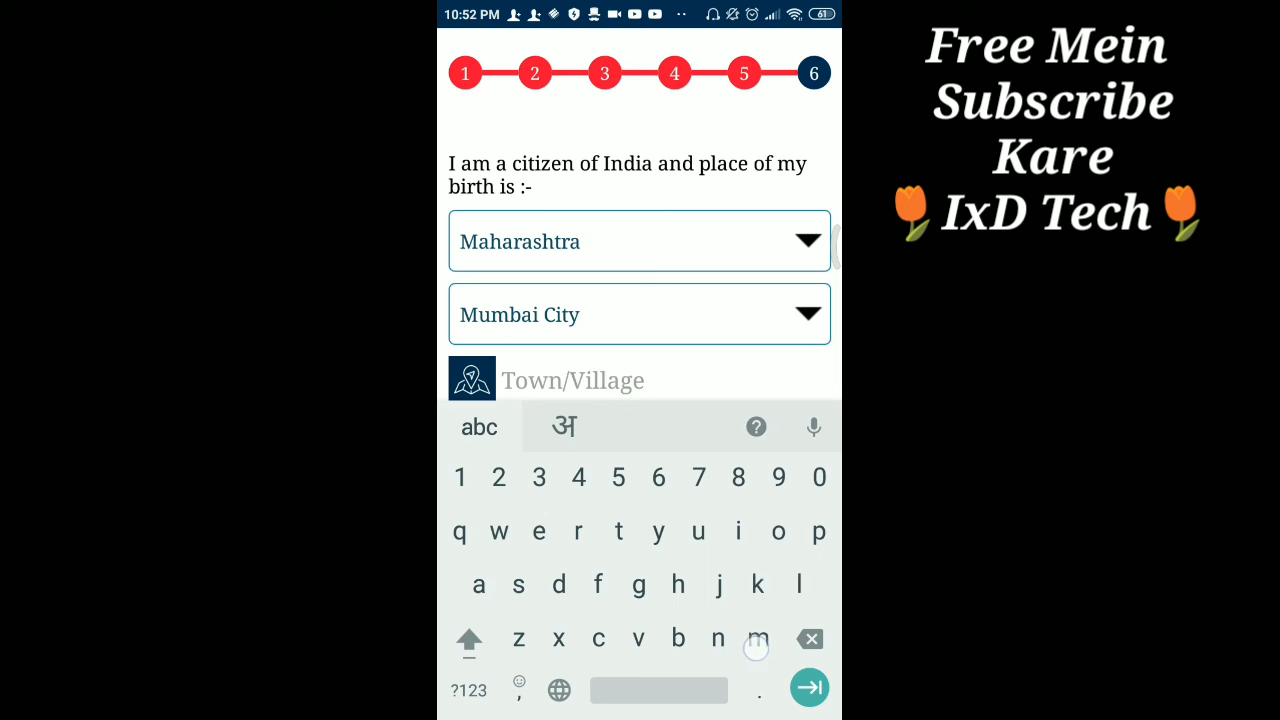 10:52 PM
61
1 2 3 4 5 6
I am a citizen of India and place of my
birth is :-
Maharashtra
Mumbai City
Town/Village
abc अ ?
1 2 3 4 5 6 7 8 9 0
q w e r t y u i o p
a s d f g h j k l
z x c v b n m
?123 , .
Free Mein
Subscribe
Kare
🌷IxD Tech🌷